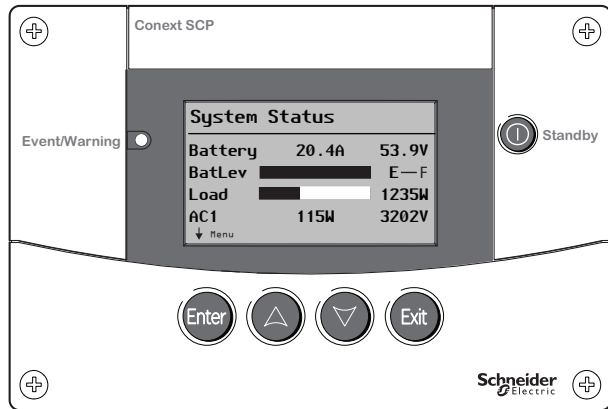 Conext SCP
Event/Warning
System Status
Battery 20.4A 53.9V
BatLev E—F
Load 1235W
AC1 115W 3202V
↓ Menu
Standby
Enter
Exit
Schneider
Electric